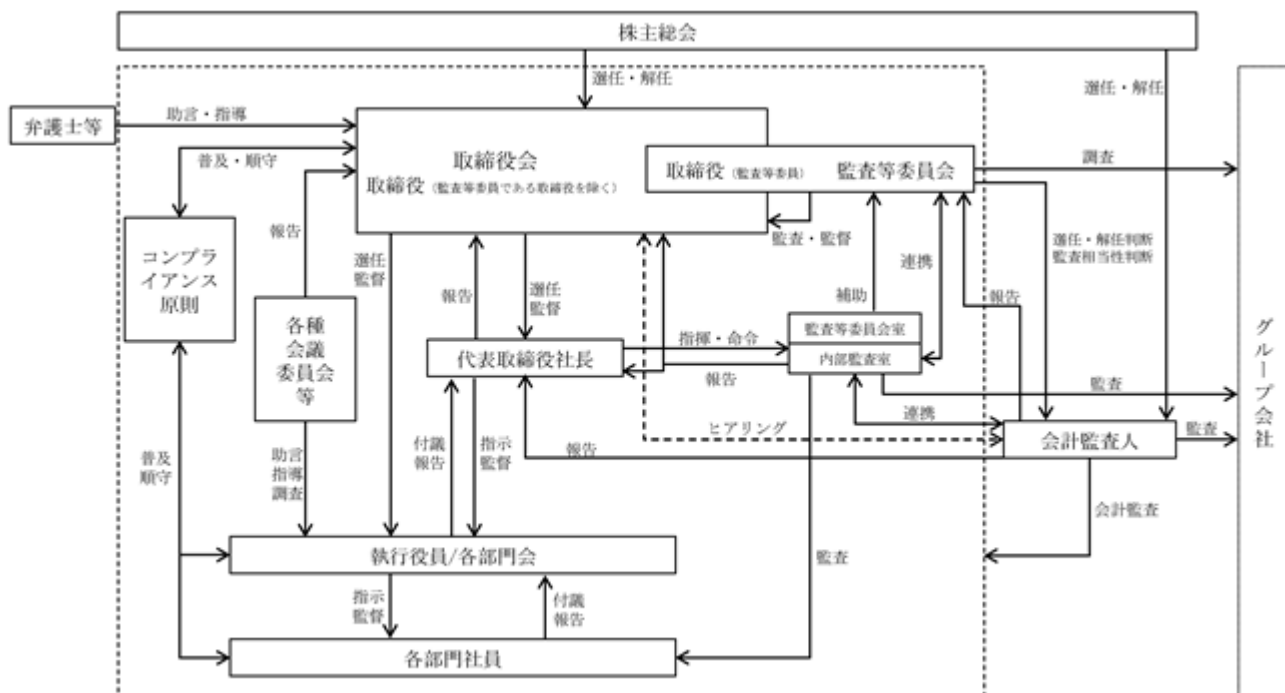 株主総会
選任・解任
選任・解任
弁護士等
助言・指導
普及・順守
取締役会
取締役（監査等委員である取締役を除く）
取締役（監査等委員）　監査等委員会
調査
報告
コンプラ
イアンス
原則
選任
監督
報告
選任
監督
監査・監督
補助
連携
報告
選任・解任判断
監査相当性判断
各種
会議
委員会
等
代表取締役社長
指揮・命令
監査等委員会室
内部監査室
報告
監査
グループ会社
ヒアリング
連携
会計監査人
監査
普及
順守
助言
指導
調査
付議
報告
指示
監督
報告
会計監査
執行役員/各部門会
監査
指示
監督
付議
報告
各部門社員